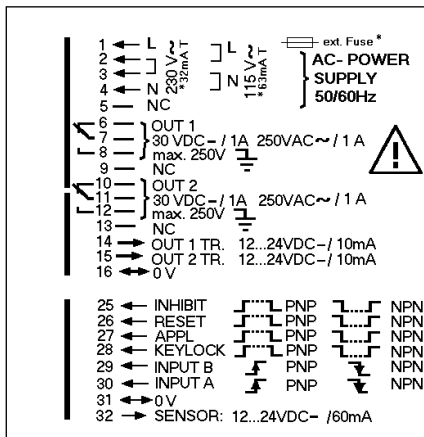 ext. Fuse *
1 L 230 V ~ *32mA T L 115 V ~ *63mA T AC- POWER
2 SUPPLY
3 50/60Hz
4 N N
5 NC
6 OUT 1
7 30 VDC-/ 1A 250VAC~/ 1 A
8 max. 250V
9 NC
10 OUT 2
11 30 VDC-/ 1A 250VAC~/ 1 A
12 max. 250V
13 NC
14 OUT 1 TR. 12...24VDC-/ 10mA
15 OUT 2 TR. 12...24VDC-/ 10mA
16 0 V
25 INHIBIT PNP NPN
26 RESET PNP NPN
27 APPL PNP NPN
28 KEYLOCK PNP NPN
29 INPUT B PNP NPN
30 INPUT A PNP NPN
31 0 V
32 SENSOR: 12...24VDC- /60mA